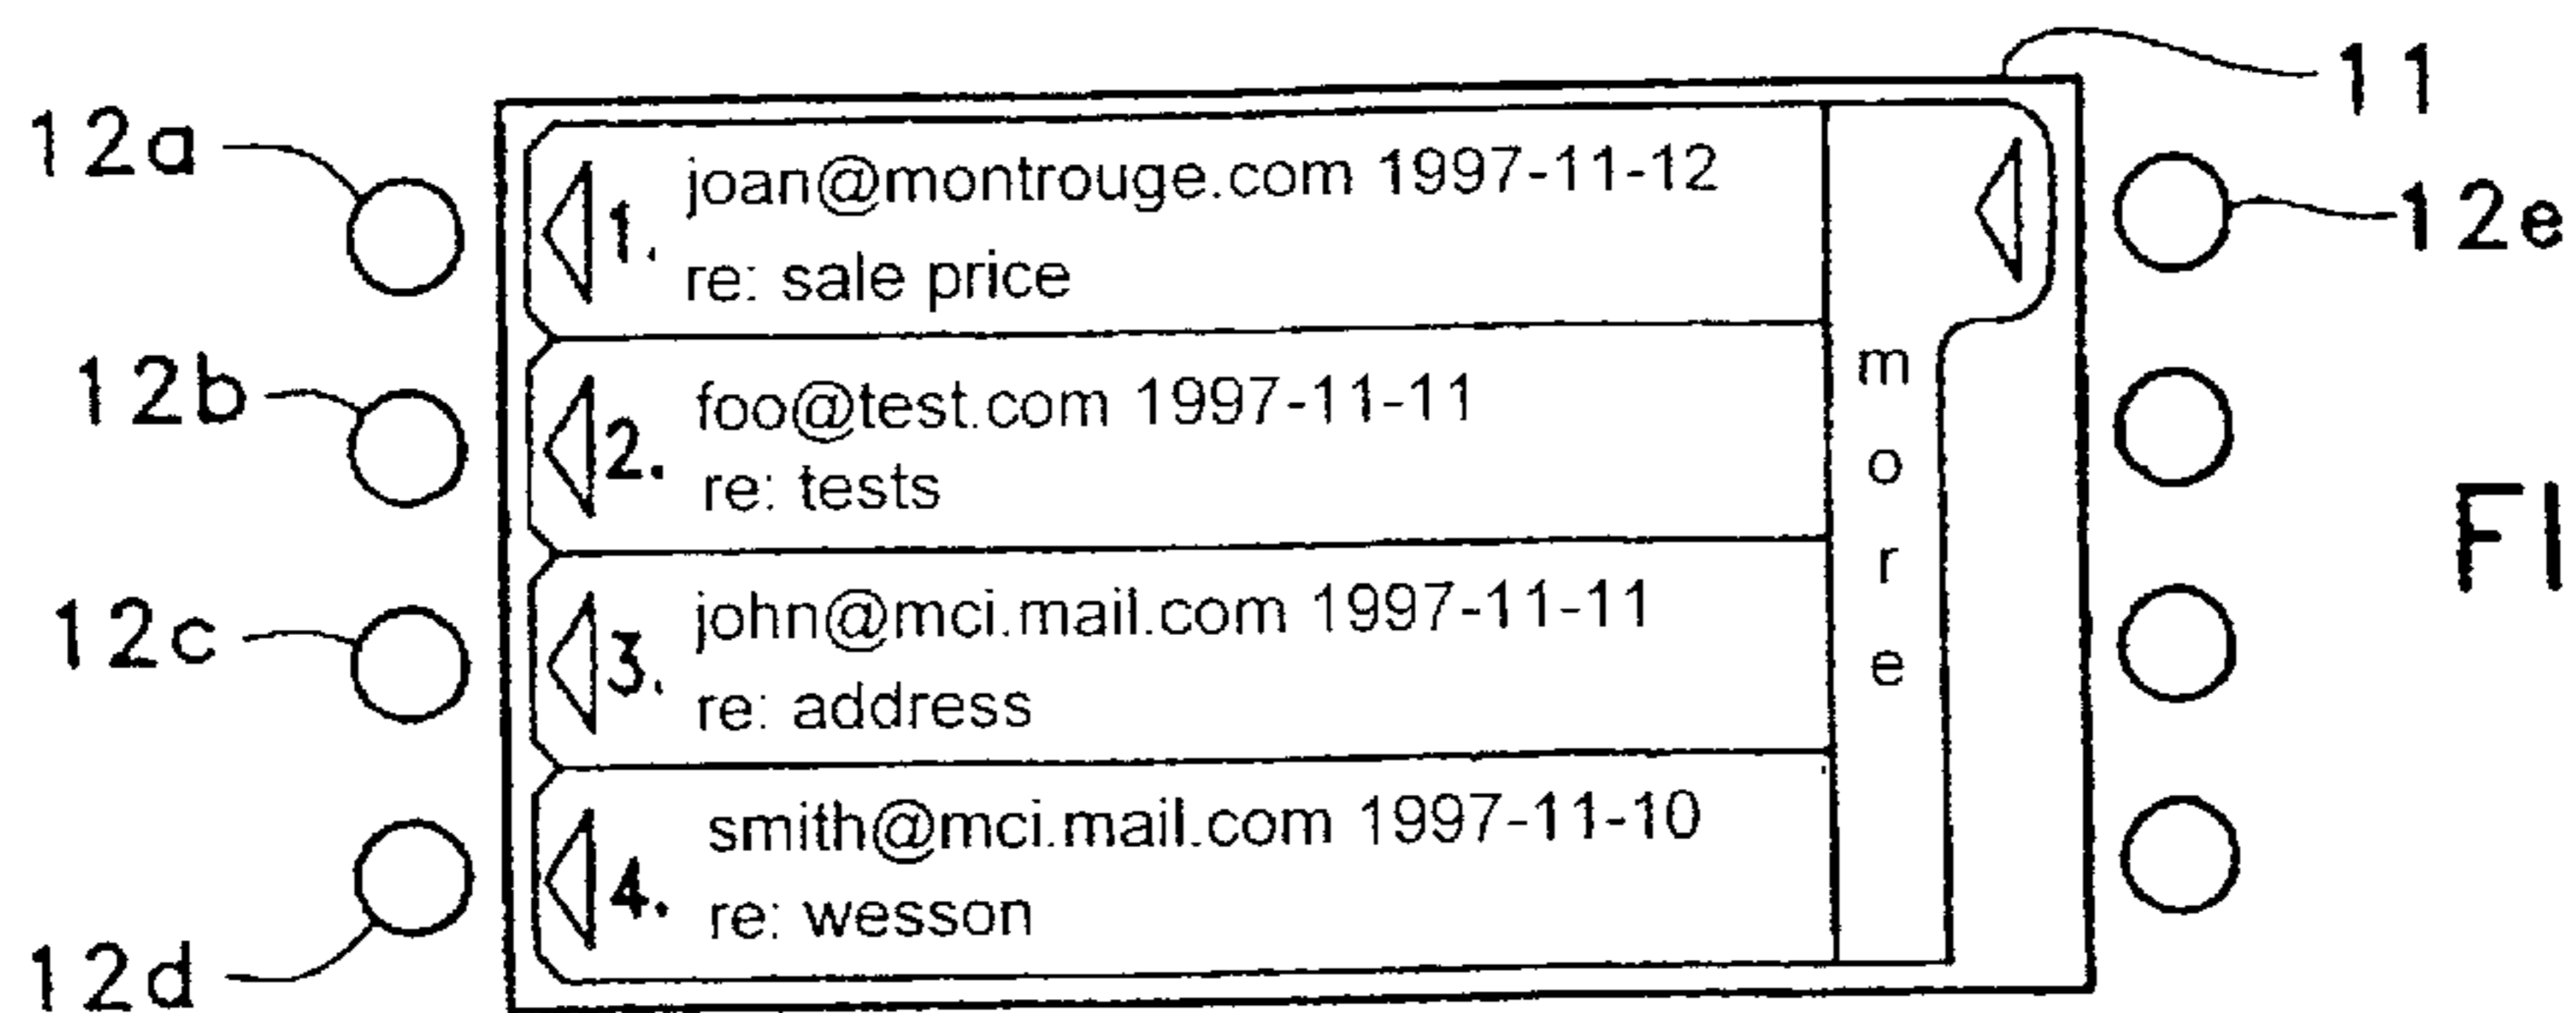 11
12a
1. joan@montrouge.com 1997-11-12
re: sale price
12e
12b
2. foo@test.com 1997-11-11
re: tests
more
FI
12c
3. john@mci.mail.com 1997-11-11
re: address
12d
4. smith@mci.mail.com 1997-11-10
re: wesson